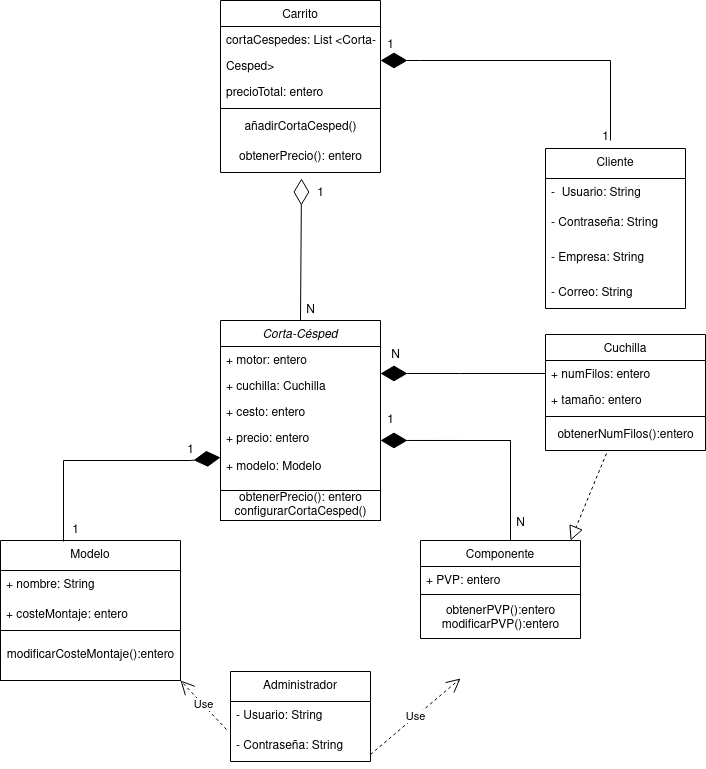 Carrito
cortaCespedes: List <Corta-
Cesped>
precioTotal: entero
añadirCortaCesped()
obtenerPrecio(): entero
1
1
Cliente
- Usuario: String
- Contraseña: String
- Empresa: String
- Correo: String
1
N
Corta-Césped
+ motor: entero
+ cuchilla: Cuchilla
+ cesto: entero
+ precio: entero
+ modelo: Modelo
obtenerPrecio(): entero
configurarCortaCesped()
N
Cuchilla
+ numFilos: entero
+ tamaño: entero
obtenerNumFilos():entero
1
N
1
1
Modelo
+ nombre: String
+ costeMontaje: entero
modificarCosteMontaje():entero
Componente
+ PVP: entero
obtenerPVP():entero
modificarPVP():entero
Administrador
- Usuario: String
- Contraseña: String
Use
Use